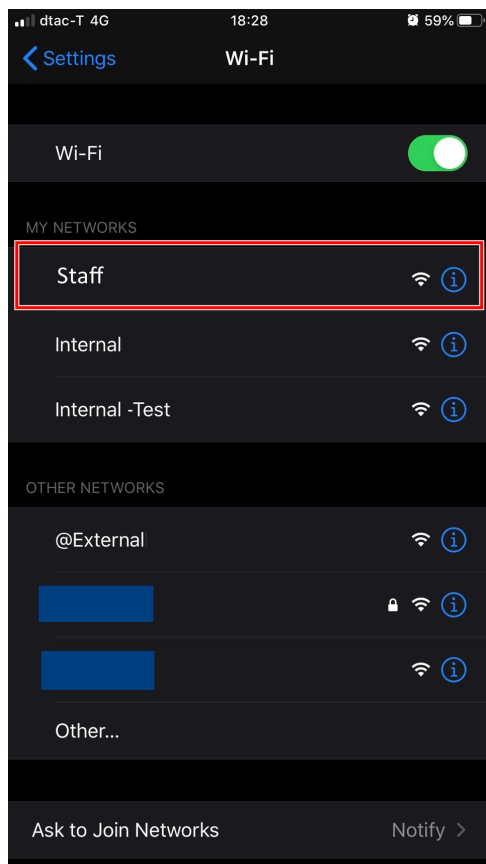 dtac-T 4G 18:28 59%
Settings Wi-Fi
Wi-Fi
MY NETWORKS
Staff
Internal
Internal -Test
OTHER NETWORKS
@External
Other...
Ask to Join Networks Notify